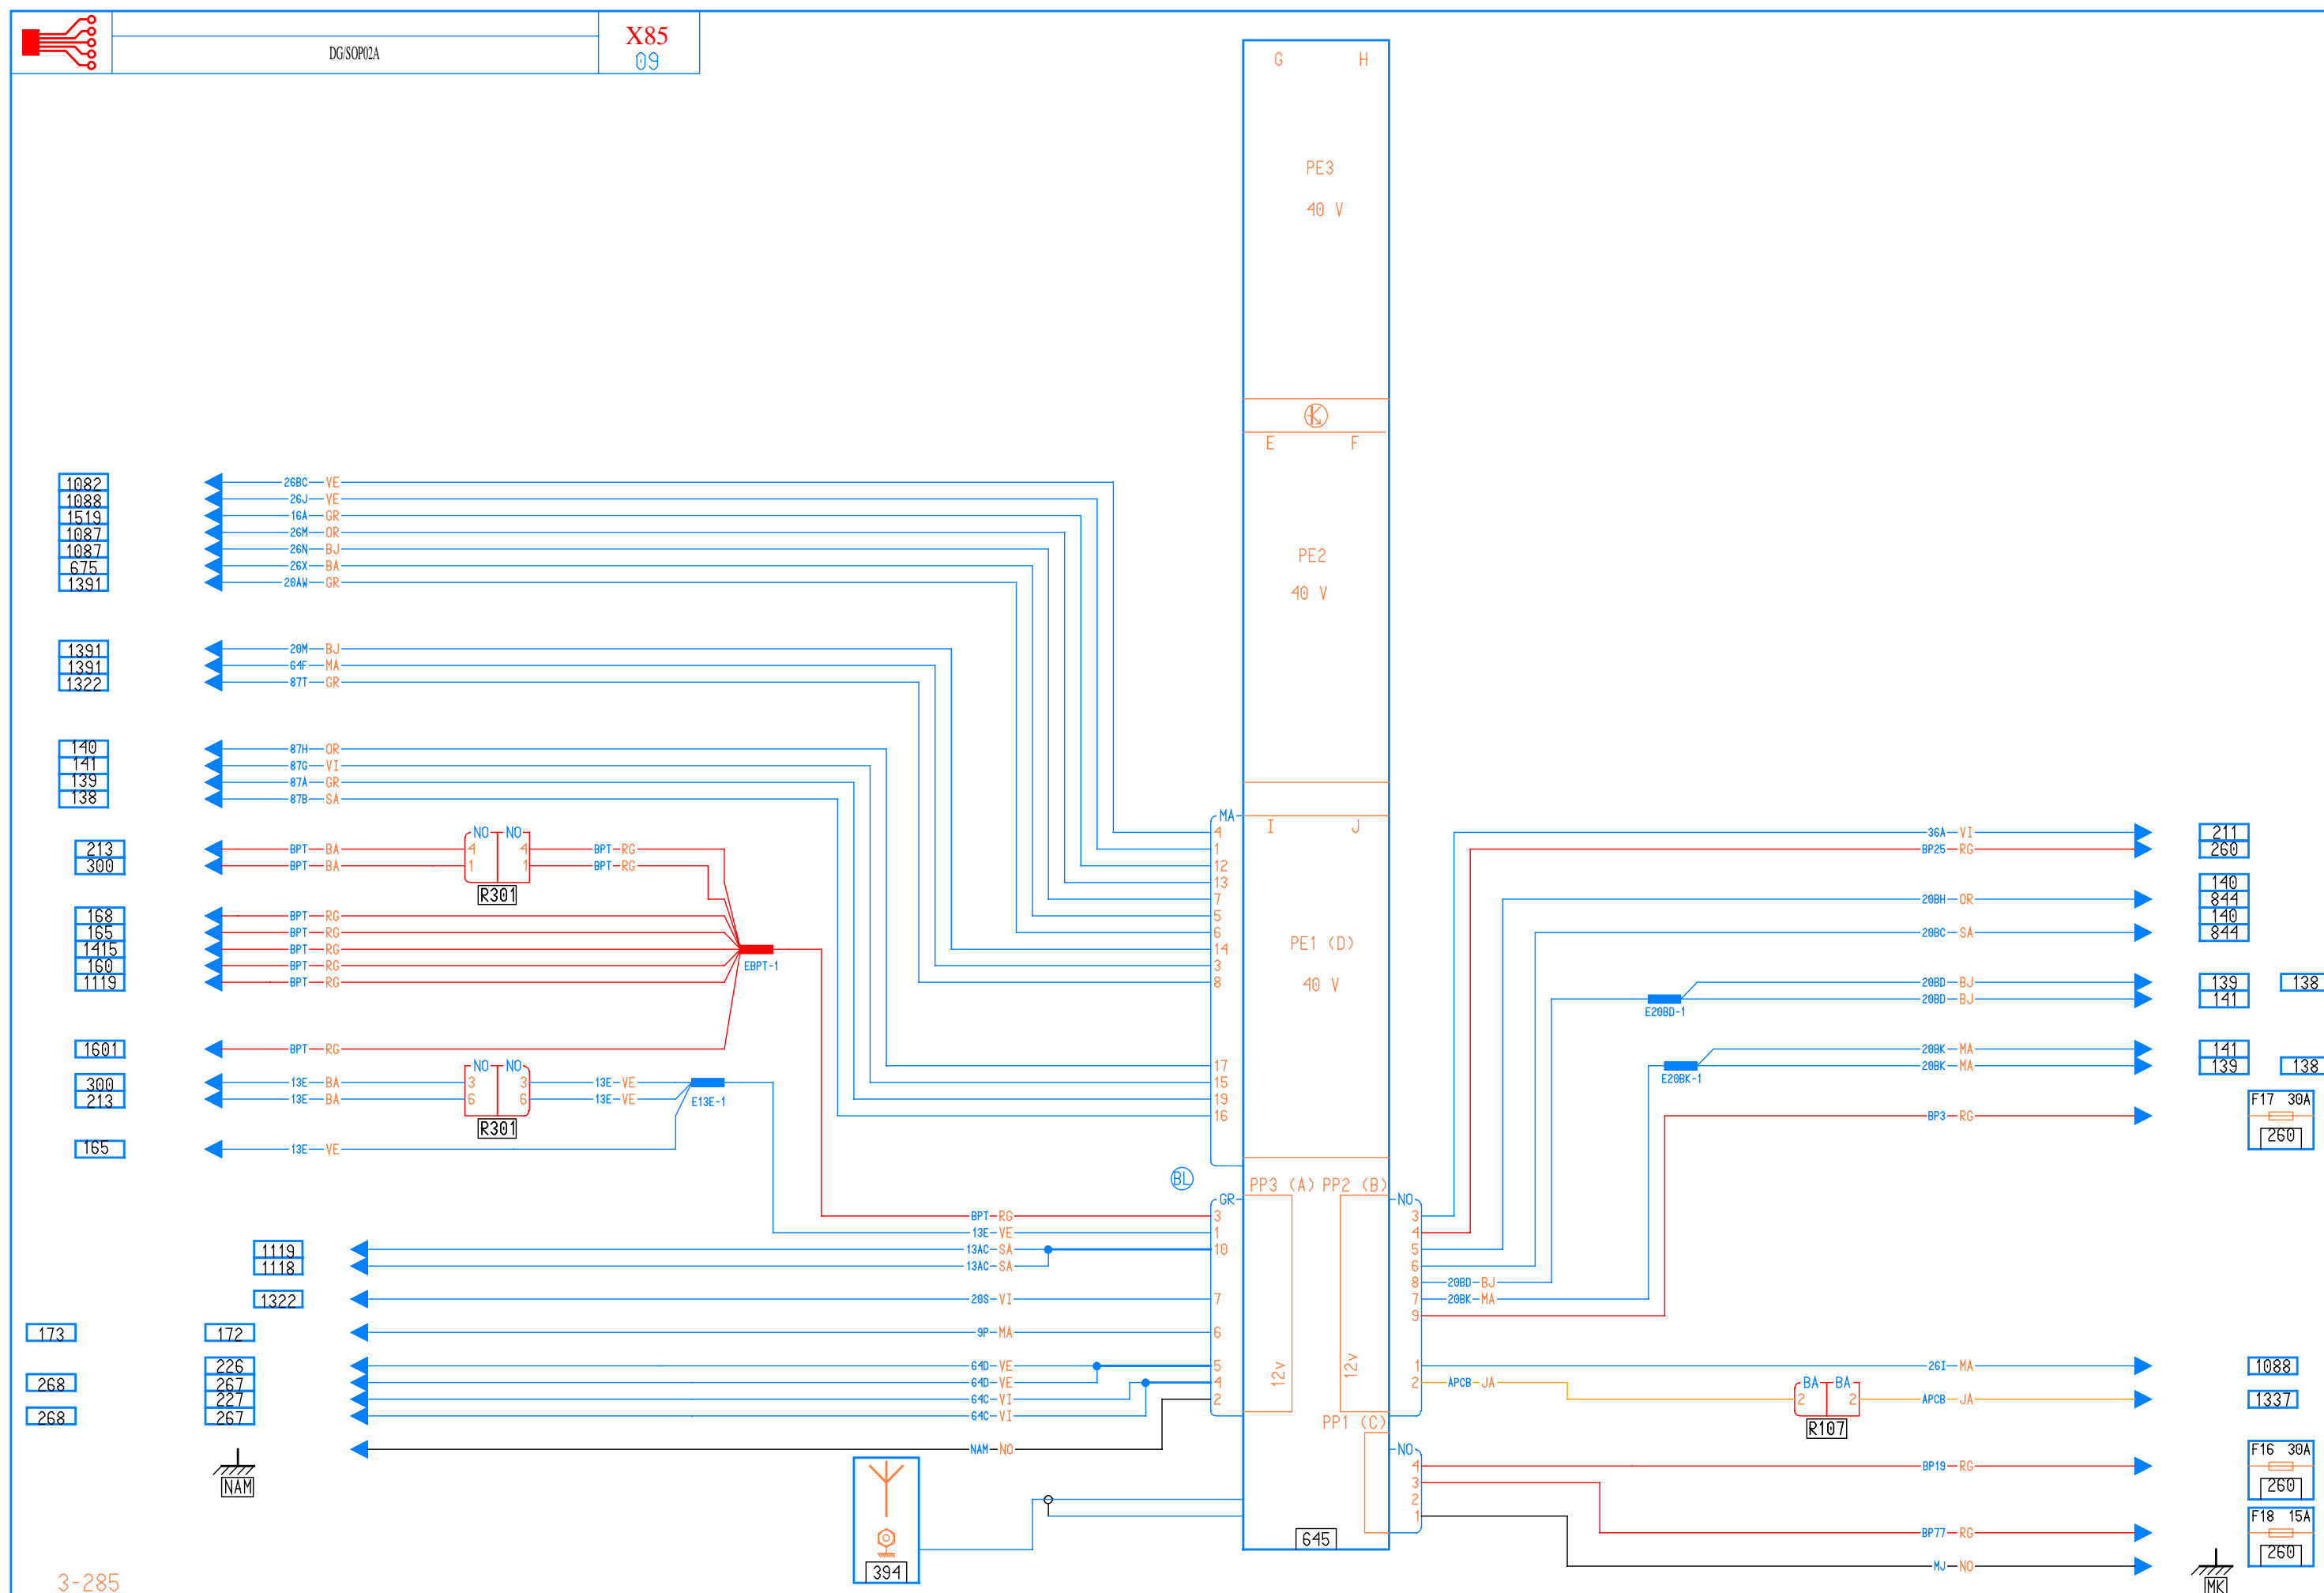 DG/SOP02A
X85
09
G H
PE3
40 V
E F
PE2
40 V
1082 26BC VE
1088 26J VE
1519 16A GR
1087 26M OR
1087 26N BJ
675 26X BA
1391 20AW GR
1391 20M BJ
1391 64F MA
1322 87T GR
140 87H OR
141 87G VI
139 87A GR
138 87B SA
NO NO
213 BPT BA 4 4 BPT RG
300 BPT BA 1 1 BPT RG
R301
168 BPT RG
165 BPT RG
1415 BPT RG
160 BPT RG
1119 BPT RG
EBPT-1
1601 BPT RG
NO NO
300 13E BA 3 3 13E VE
213 13E BA 6 6 13E VE
E13E-1
R301
165 13E VE
MA
4
1
12
13
7
5
6
14
3
8
17
15
19
16
I J
PE1 (D)
40 V
BL
PP3 (A) PP2 (B)
GR
BPT RG 3
13E VE 1
1119 13AC SA 10
1118 13AC SA
1322 20S VI 7
173 172 9P MA 6
226 64D VE 5
268 267 64D VE 4
227 64C VI 2
268 267 64C VI
NAM NO
NAM
12v
12v
PP1 (C)
394
645
NO
3
4
5
6
8 20BD BJ
7 20BK MA
9
1
2 APCB JA
36A VI 211
BP25 RG 260
140
20BH OR 844
140
20BC SA 844
20BD BJ 139 138
20BD BJ 141
E20BD-1
20BK MA 141
20BK MA 139 138
E20BK-1
F17 30A
BP3 RG
260
26I MA 1088
BA BA
2 2 APCB JA 1337
R107
NO
4
3
2
1
F16 30A
BP19 RG
260
F18 15A
BP77 RG
260
MJ NO
MK
3-285